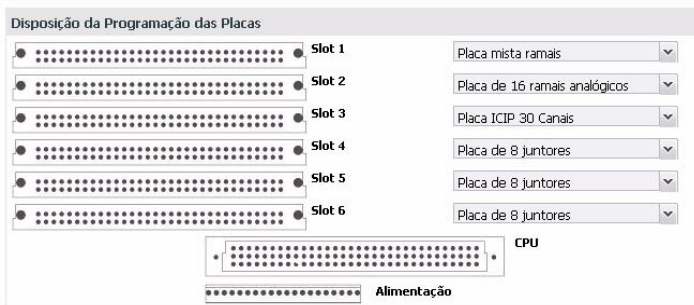 Disposição da Programação das Placas
Slot 1 Placa mista ramais
Slot 2 Placa de 16 ramais analógicos
Slot 3 Placa ICIP 30 Canais
Slot 4 Placa de 8 juntores
Slot 5 Placa de 8 juntores
Slot 6 Placa de 8 juntores
CPU
Alimentação